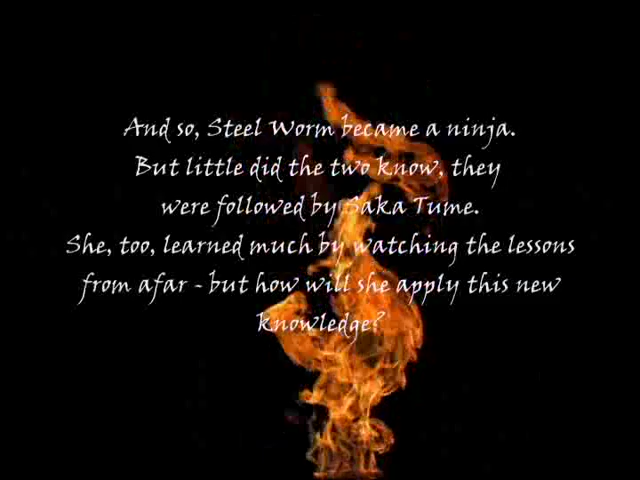 And so, Steel Worm became a ninja.
But little did the two know, they
were followed by Saka Tume.
She, too, learned much by watching the lessons
from afar - but how will she apply this new
knowledge?